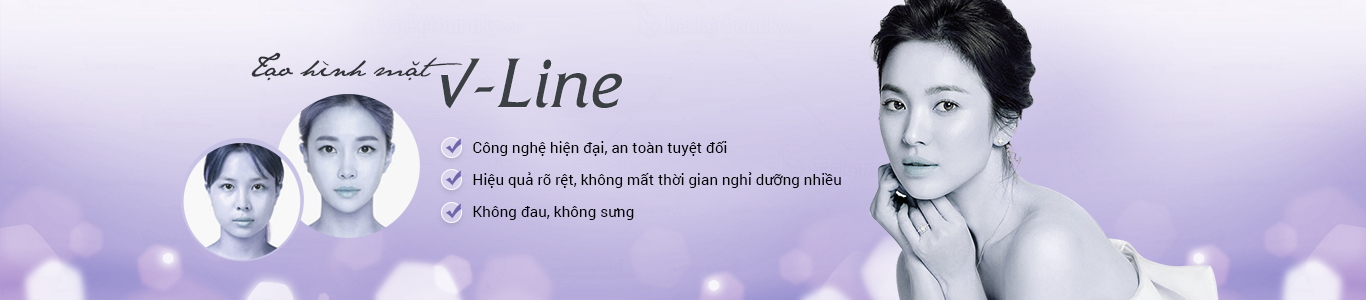 Tạo hình mặt V-Line
Công nghệ hiện đại, an toàn tuyệt đối
Hiệu quả rõ rệt, không mất thời gian nghỉ dưỡng nhiều
Không đau, không sưng